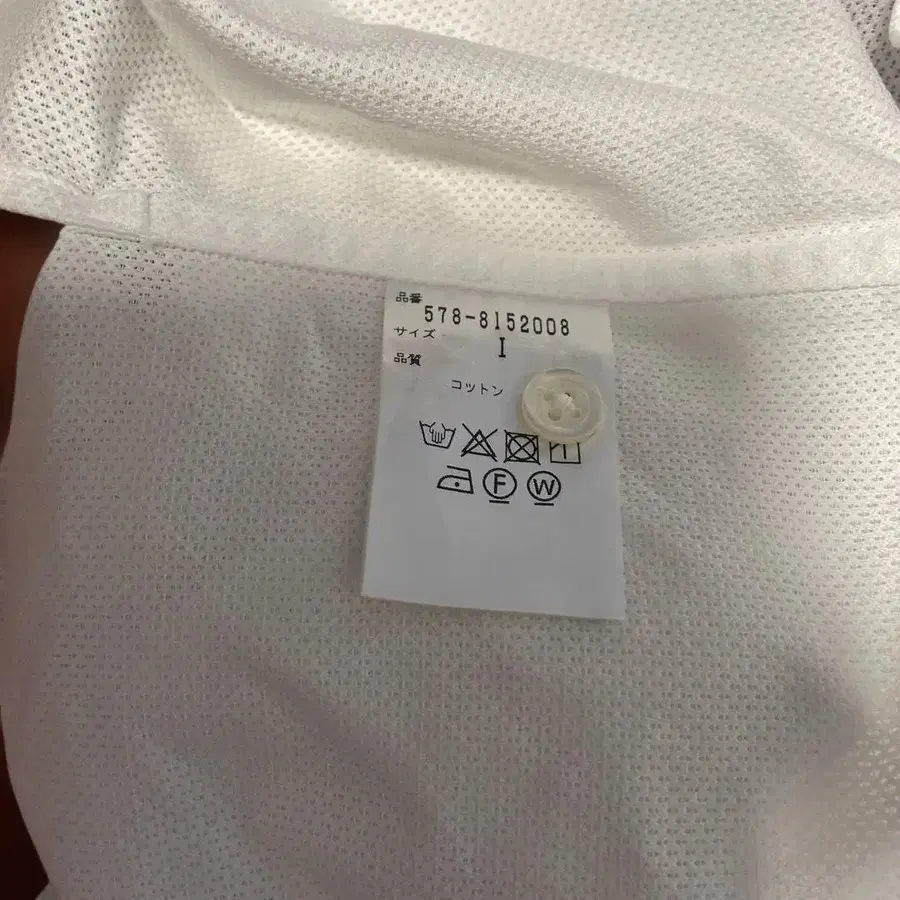 品番
578-8152008
サイズ
I
品質
コットン
F W